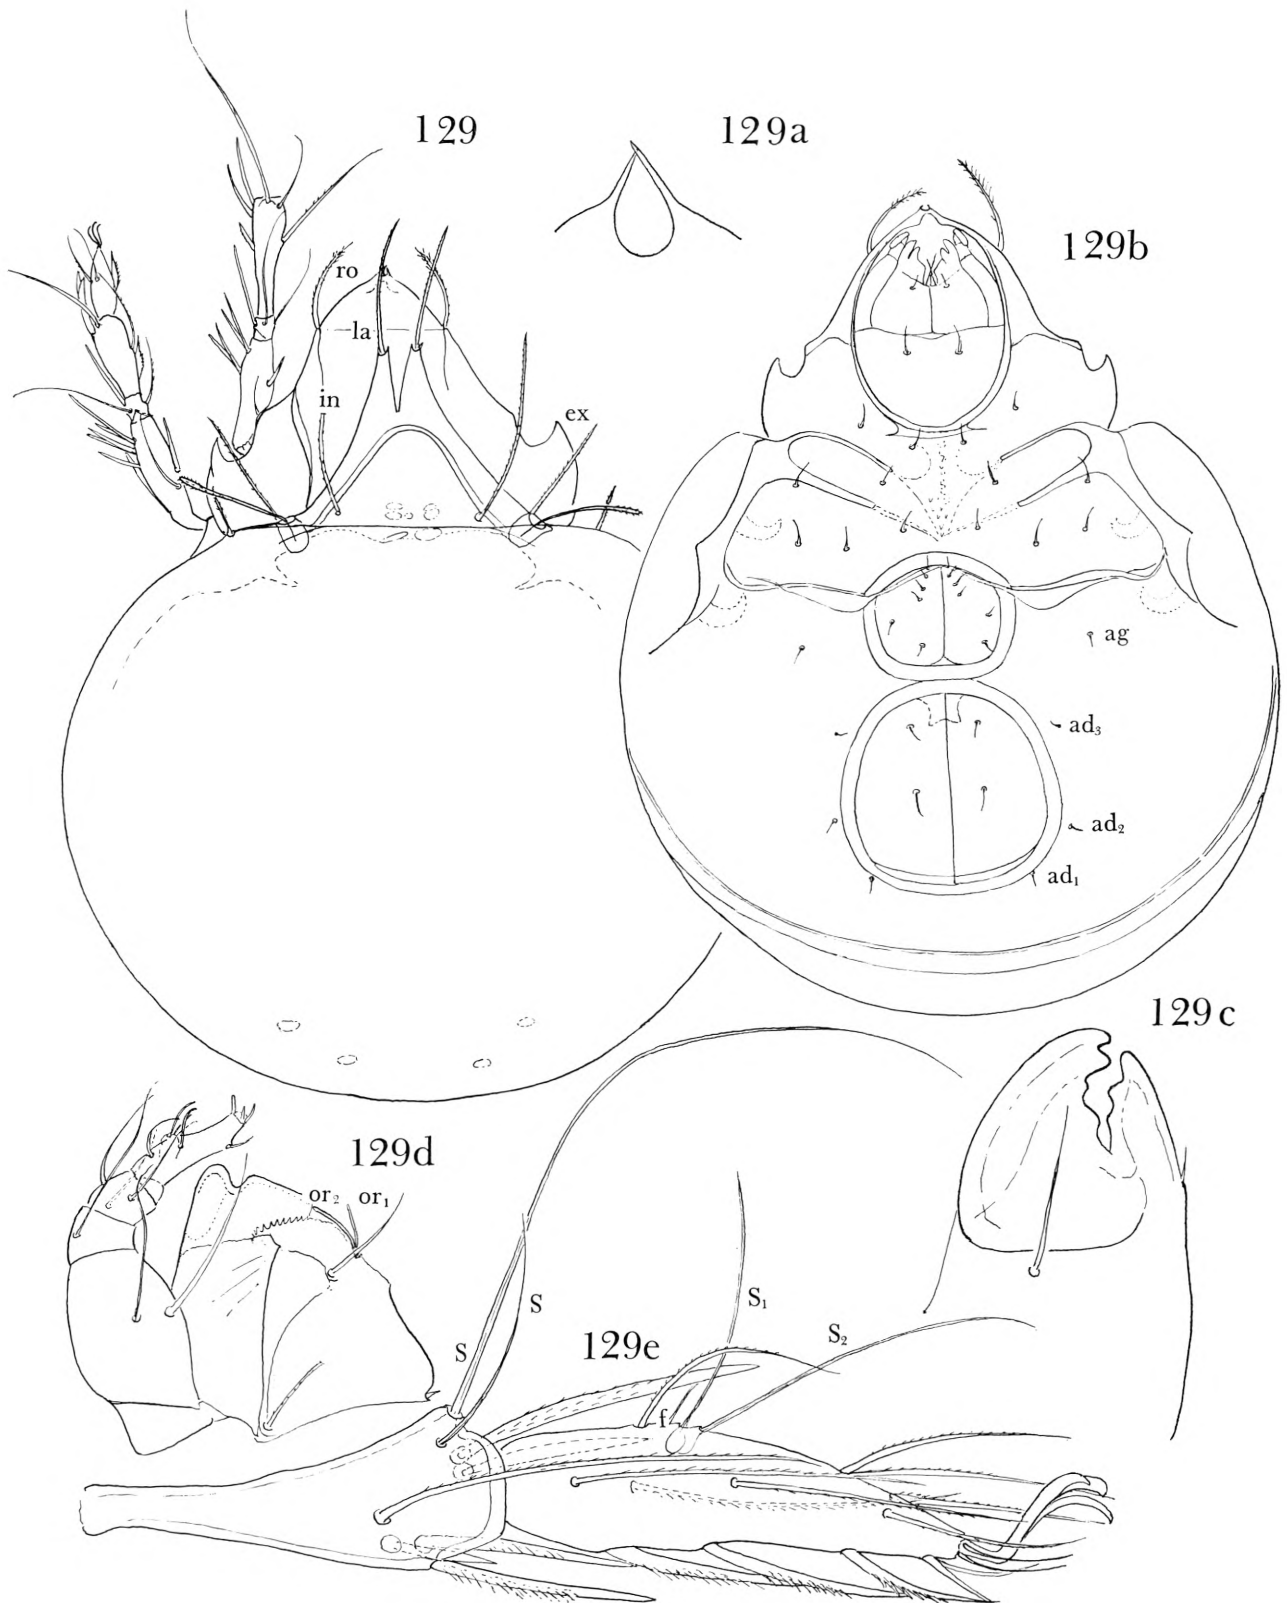 129
129a
129b
ro
la
in
ex
ag
ad₃
ad₂
ad₁
129c
129d
or₂ or₁
S
S
S₁
S₂
129e
f